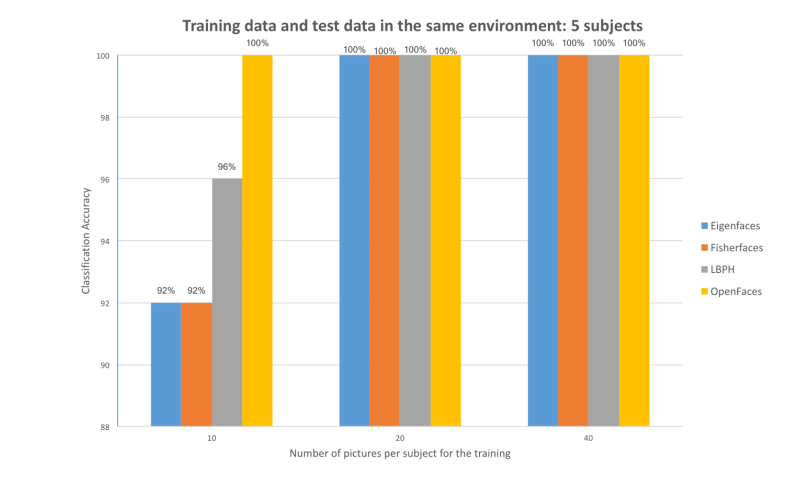 Training data and test data in the same environment: 5 subjects
100% 100% 100% 100% 100% 100% 100% 100% 100%
100
98
96%
96
94
92% 92%
92
90
88
10 20 40
Classification Accuracy
Number of pictures per subject for the training
Eigenfaces
Fisherfaces
LBPH
OpenFaces